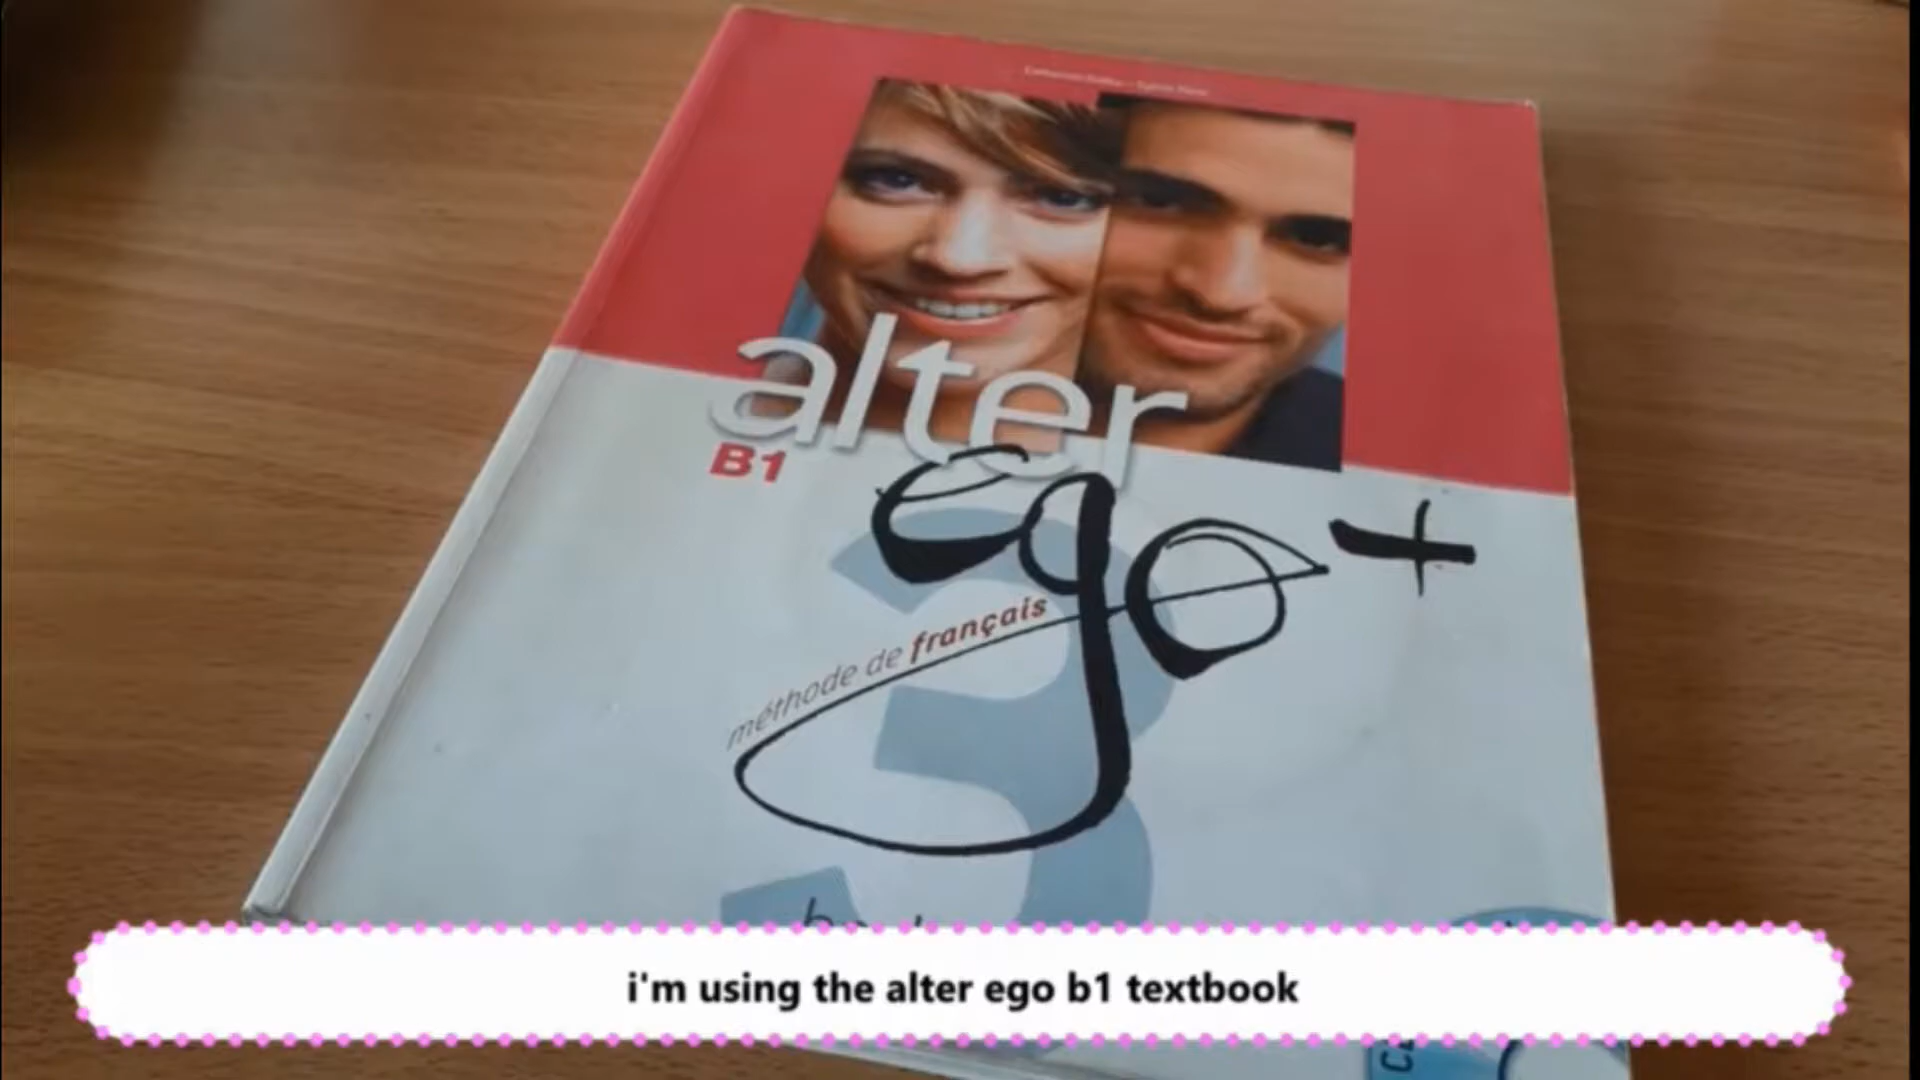 alter
B1
ego+
méthode de français
3
i'm using the alter ego b1 textbook